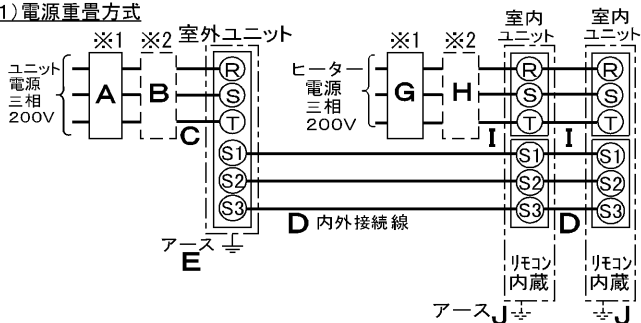 1)電源重畳方式
※1 ※2 室外ユニット
ユニット
電源
三相
200V
A B
C
R
S
T
S1
S2
S3
アース
E
※1 ※2
ヒーター
電源
三相
200V
G H
I I
室内
ユニット
R
S
T
S1
S2
S3
室内
ユニット
R
S
T
S1
S2
S3
D 内外接続線 D
リモコン
内蔵
リモコン
内蔵
アース J J